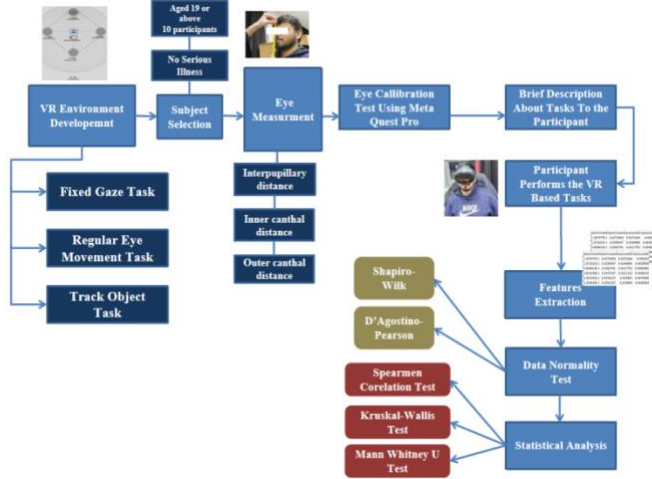 Aged 19 or
above
10 participants
No Serious
Illness
VR Environment
Developemnt
Subject
Selection
Eye
Measurment
Eye Callibration
Test Using Meta
Quest Pro
Brief Description
About Tasks To the
Participant
Fixed Gaze Task
Regular Eye
Movement Task
Track Object
Task
Interpupillary
distance
Inner canthal
distance
Outer canthal
distance
Participant
Performs the VR
Based Tasks
Features
Extraction
Shapiro-
Wilk
D'Agostino-
Pearson
Data Normality
Test
Spearmen
Corelation Test
Kruskal-Wallis
Test
Mann Whitney U
Test
Statistical Analysis